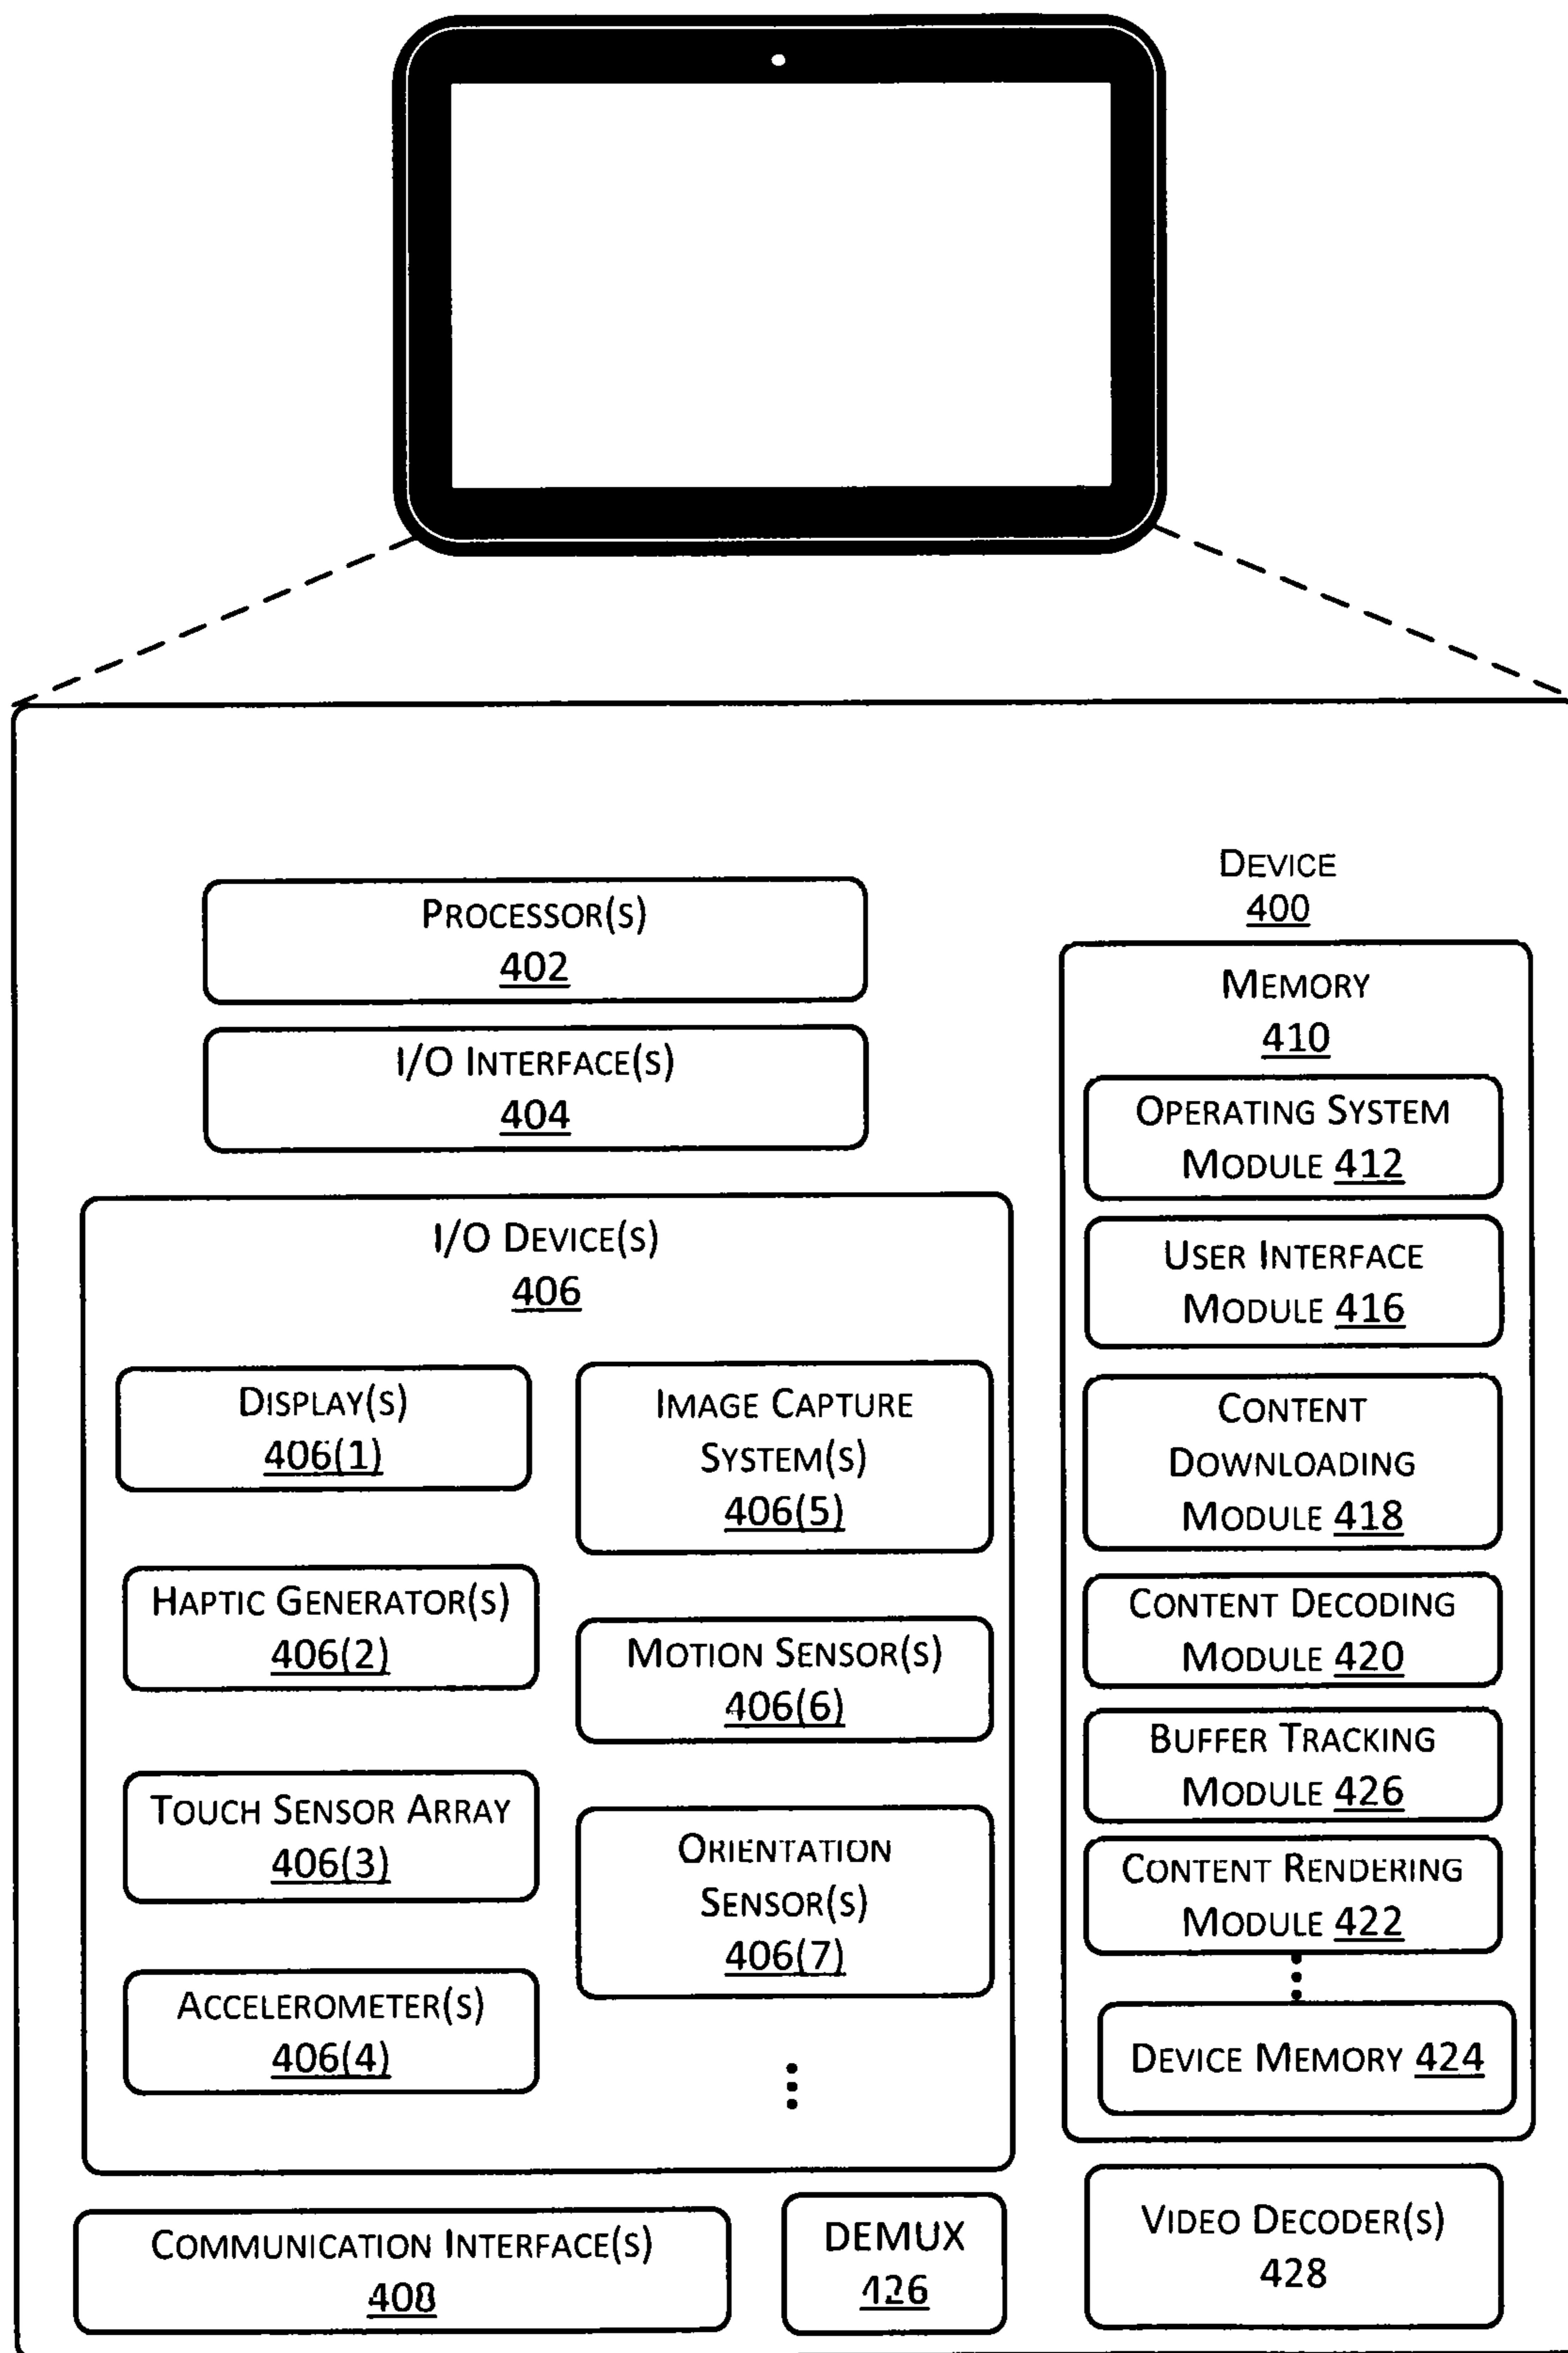 PROCESSOR(S)
402
I/O INTERFACE(S)
404
I/O DEVICE(S)
406
DISPLAY(S)
406(1)
HAPTIC GENERATOR(S)
406(2)
TOUCH SENSOR ARRAY
406(3)
ACCELEROMETER(S)
406(4)
IMAGE CAPTURE
SYSTEM(S)
406(5)
MOTION SENSOR(S)
406(6)
ORIENTATION
SENSOR(S)
406(7)
COMMUNICATION INTERFACE(S)
408
DEMUX
426
DEVICE
400
MEMORY
410
OPERATING SYSTEM
MODULE 412
USER INTERFACE
MODULE 416
CONTENT
DOWNLOADING
MODULE 418
CONTENT DECODING
MODULE 420
BUFFER TRACKING
MODULE 426
CONTENT RENDERING
MODULE 422
DEVICE MEMORY 424
VIDEO DECODER(S)
428